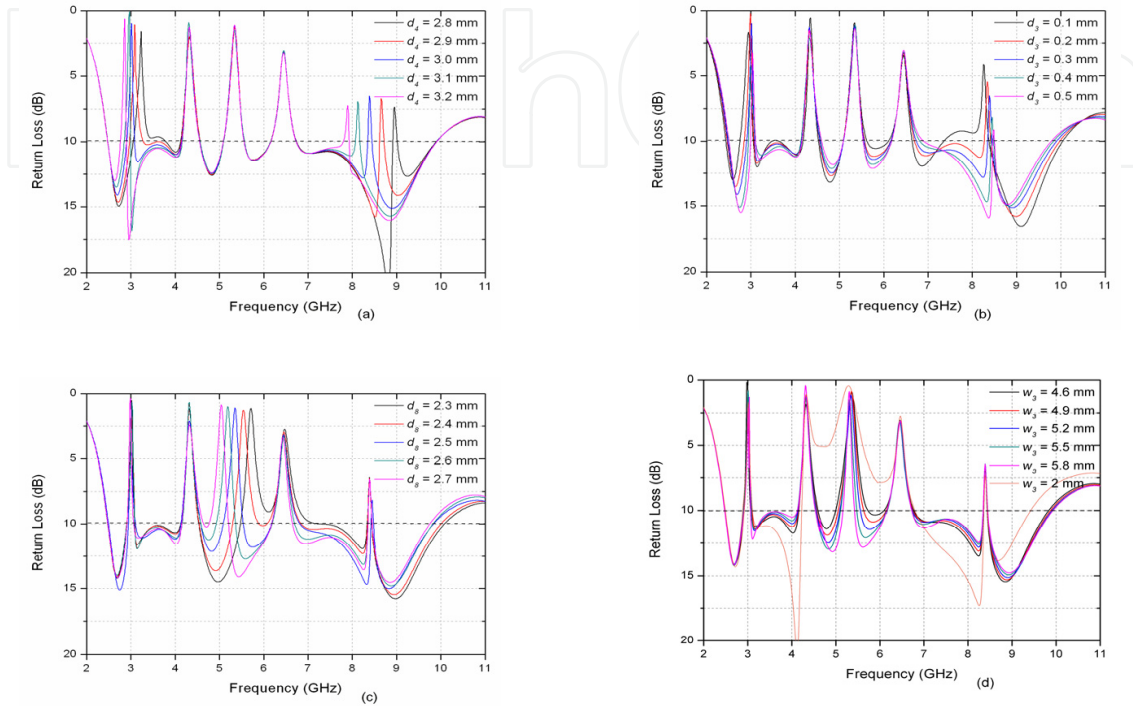 0
5
10
15
20
Return Loss (dB)
d4 = 2.8 mm
d4 = 2.9 mm
d4 = 3.0 mm
d4 = 3.1 mm
d4 = 3.2 mm
2 3 4 5 6 7 8 9 10 11
Frequency (GHz)
(a)
0
5
10
15
20
Return Loss (dB)
d3 = 0.1 mm
d3 = 0.2 mm
d3 = 0.3 mm
d3 = 0.4 mm
d3 = 0.5 mm
2 3 4 5 6 7 8 9 10 11
Frequency (GHz)
(b)
0
5
10
15
20
Return Loss (dB)
d8 = 2.3 mm
d8 = 2.4 mm
d8 = 2.5 mm
d8 = 2.6 mm
d8 = 2.7 mm
2 3 4 5 6 7 8 9 10 11
Frequency (GHz)
(c)
0
5
10
15
20
Return Loss (dB)
w3 = 4.6 mm
w3 = 4.9 mm
w3 = 5.2 mm
w3 = 5.5 mm
w3 = 5.8 mm
w3 = 2 mm
2 3 4 5 6 7 8 9 10 11
Frequency (GHz)
(d)